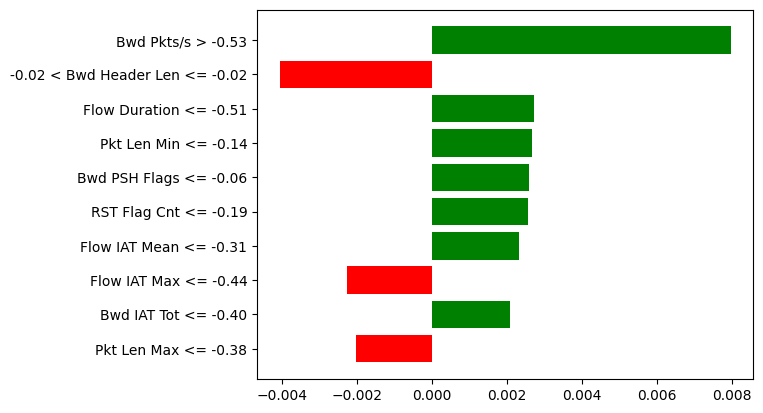 Bwd Pkts/s > -0.53
-0.02 < Bwd Header Len <= -0.02
Flow Duration <= -0.51
Pkt Len Min <= -0.14
Bwd PSH Flags <= -0.06
RST Flag Cnt <= -0.19
Flow IAT Mean <= -0.31
Flow IAT Max <= -0.44
Bwd IAT Tot <= -0.40
Pkt Len Max <= -0.38
−0.004 −0.002 0.000 0.002 0.004 0.006 0.008